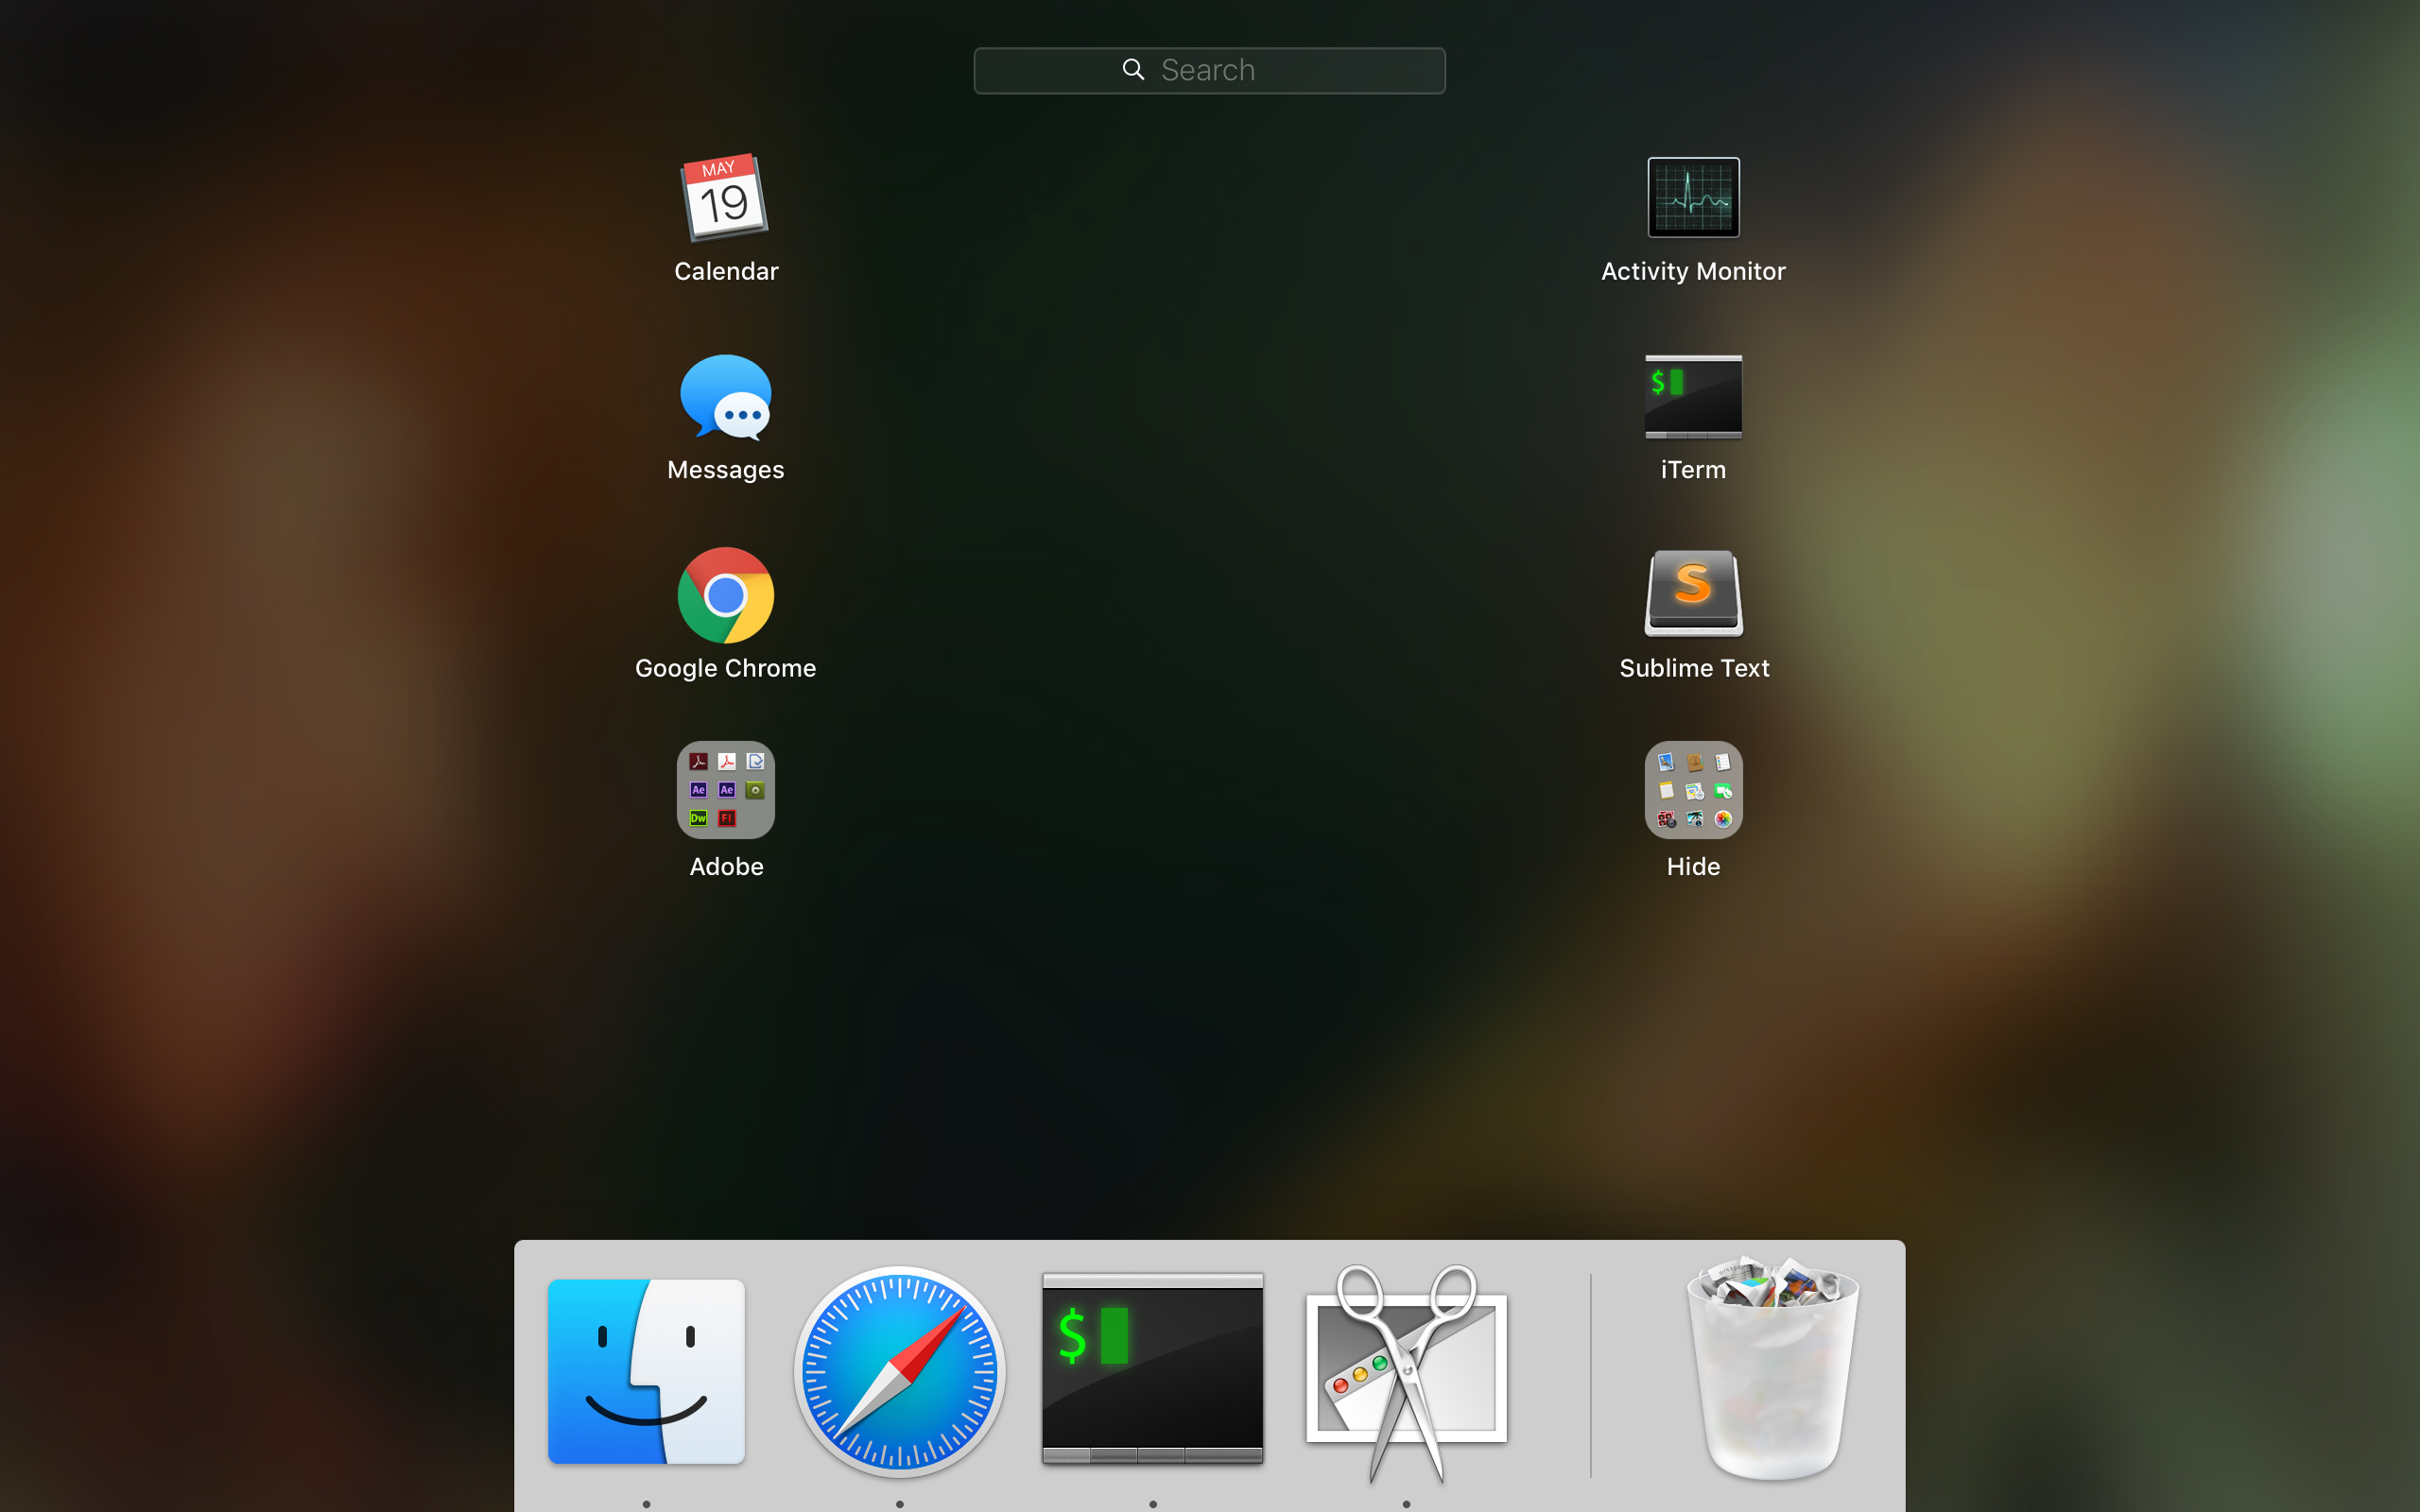 Search
MAY
19
Calendar
Activity Monitor
Messages
$
iTerm
Google Chrome
S
Sublime Text
Ae Ae
Dw Fl
Adobe
Hide
$